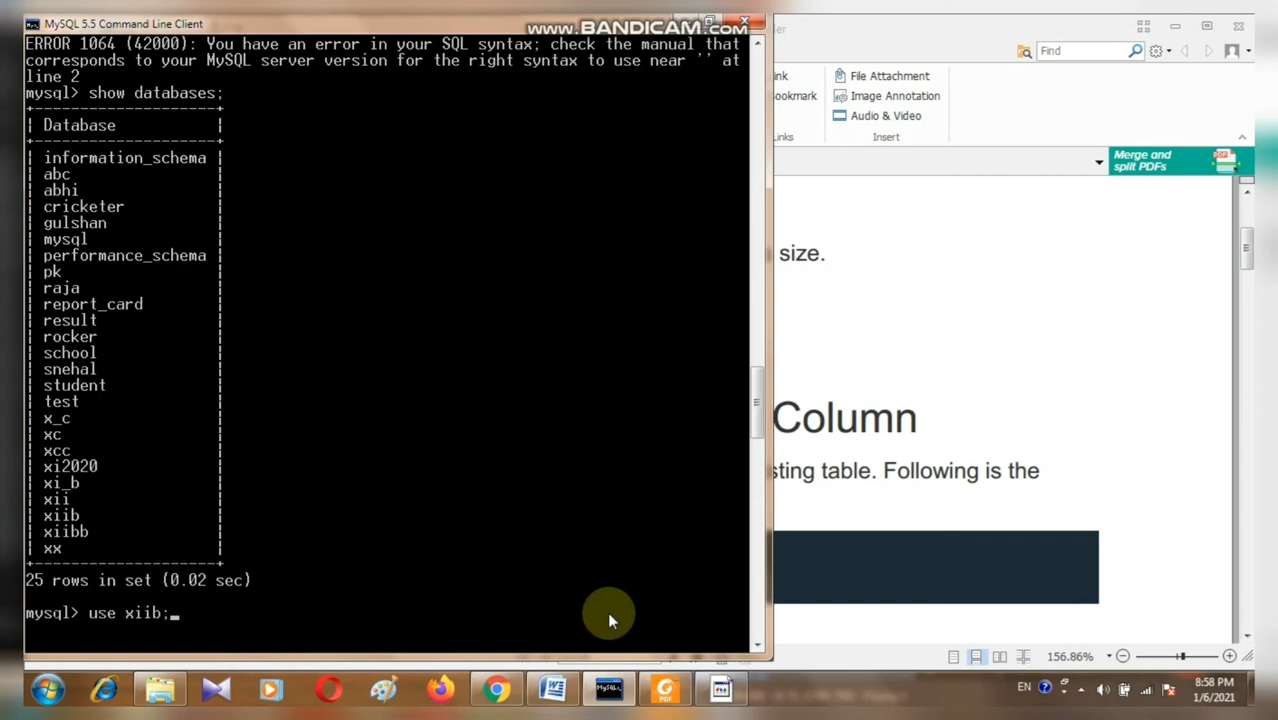 MySQL 5.5 Command Line Client
www.BANDICAM.com
ERROR 1064 (42000): You have an error in your SQL syntax; check the manual that
corresponds to your MySQL server version for the right syntax to use near '' at
line 2
mysql> show databases;
Database
information_schema
abc
abhi
cricketer
gulshan
mysql
performance_schema
pk
raja
report_card
result
rocker
school
snehal
student
test
x_c
xc
xcc
xi2020
xi_b
xii
xiib
xiibb
xx
25 rows in set (0.02 sec)
mysql> use xiib;
Find
File Attachment
Image Annotation
Audio & Video
Insert
Merge and
split PDFs
size.
Column
sting table. Following is the
156.86%
EN
8:58 PM
1/6/2021